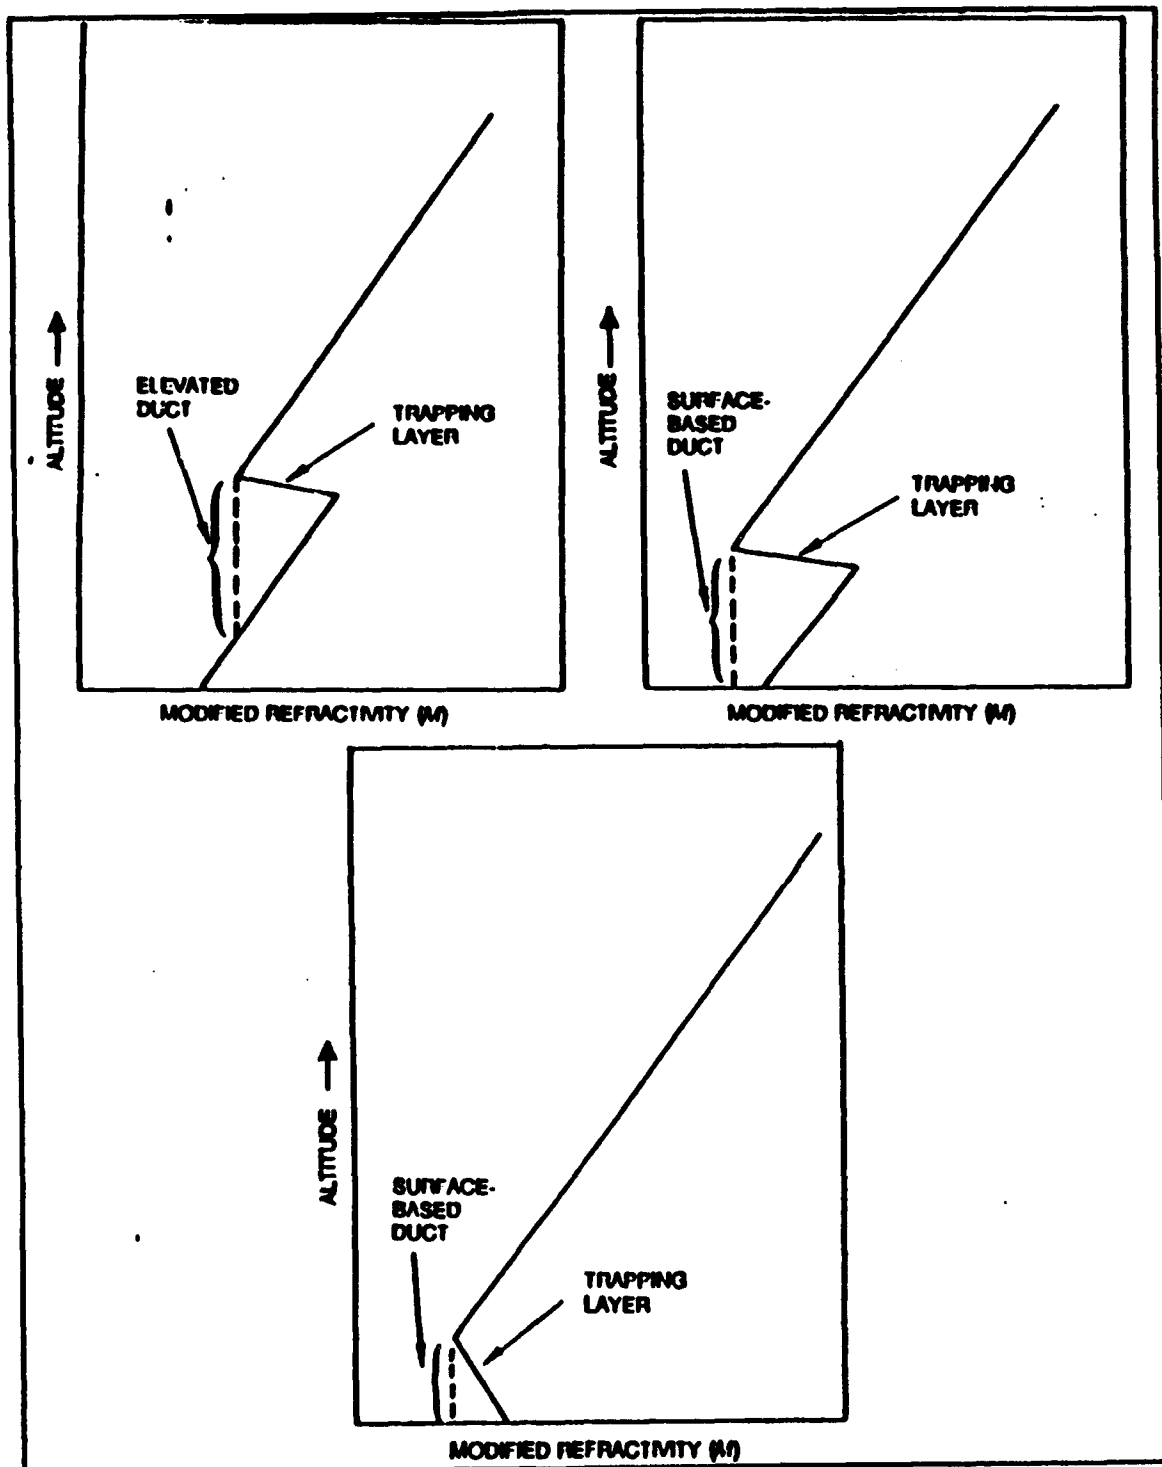 ALTITUDE
ELEVATED
DUCT
TRAPPING
LAYER
MODIFIED REFRACTIVITY (M)
ALTITUDE
SURFACE-
BASED
DUCT
TRAPPING
LAYER
MODIFIED REFRACTIVITY (M)
ALTITUDE
SURFACE-
BASED
DUCT
TRAPPING
LAYER
MODIFIED REFRACTIVITY (M)